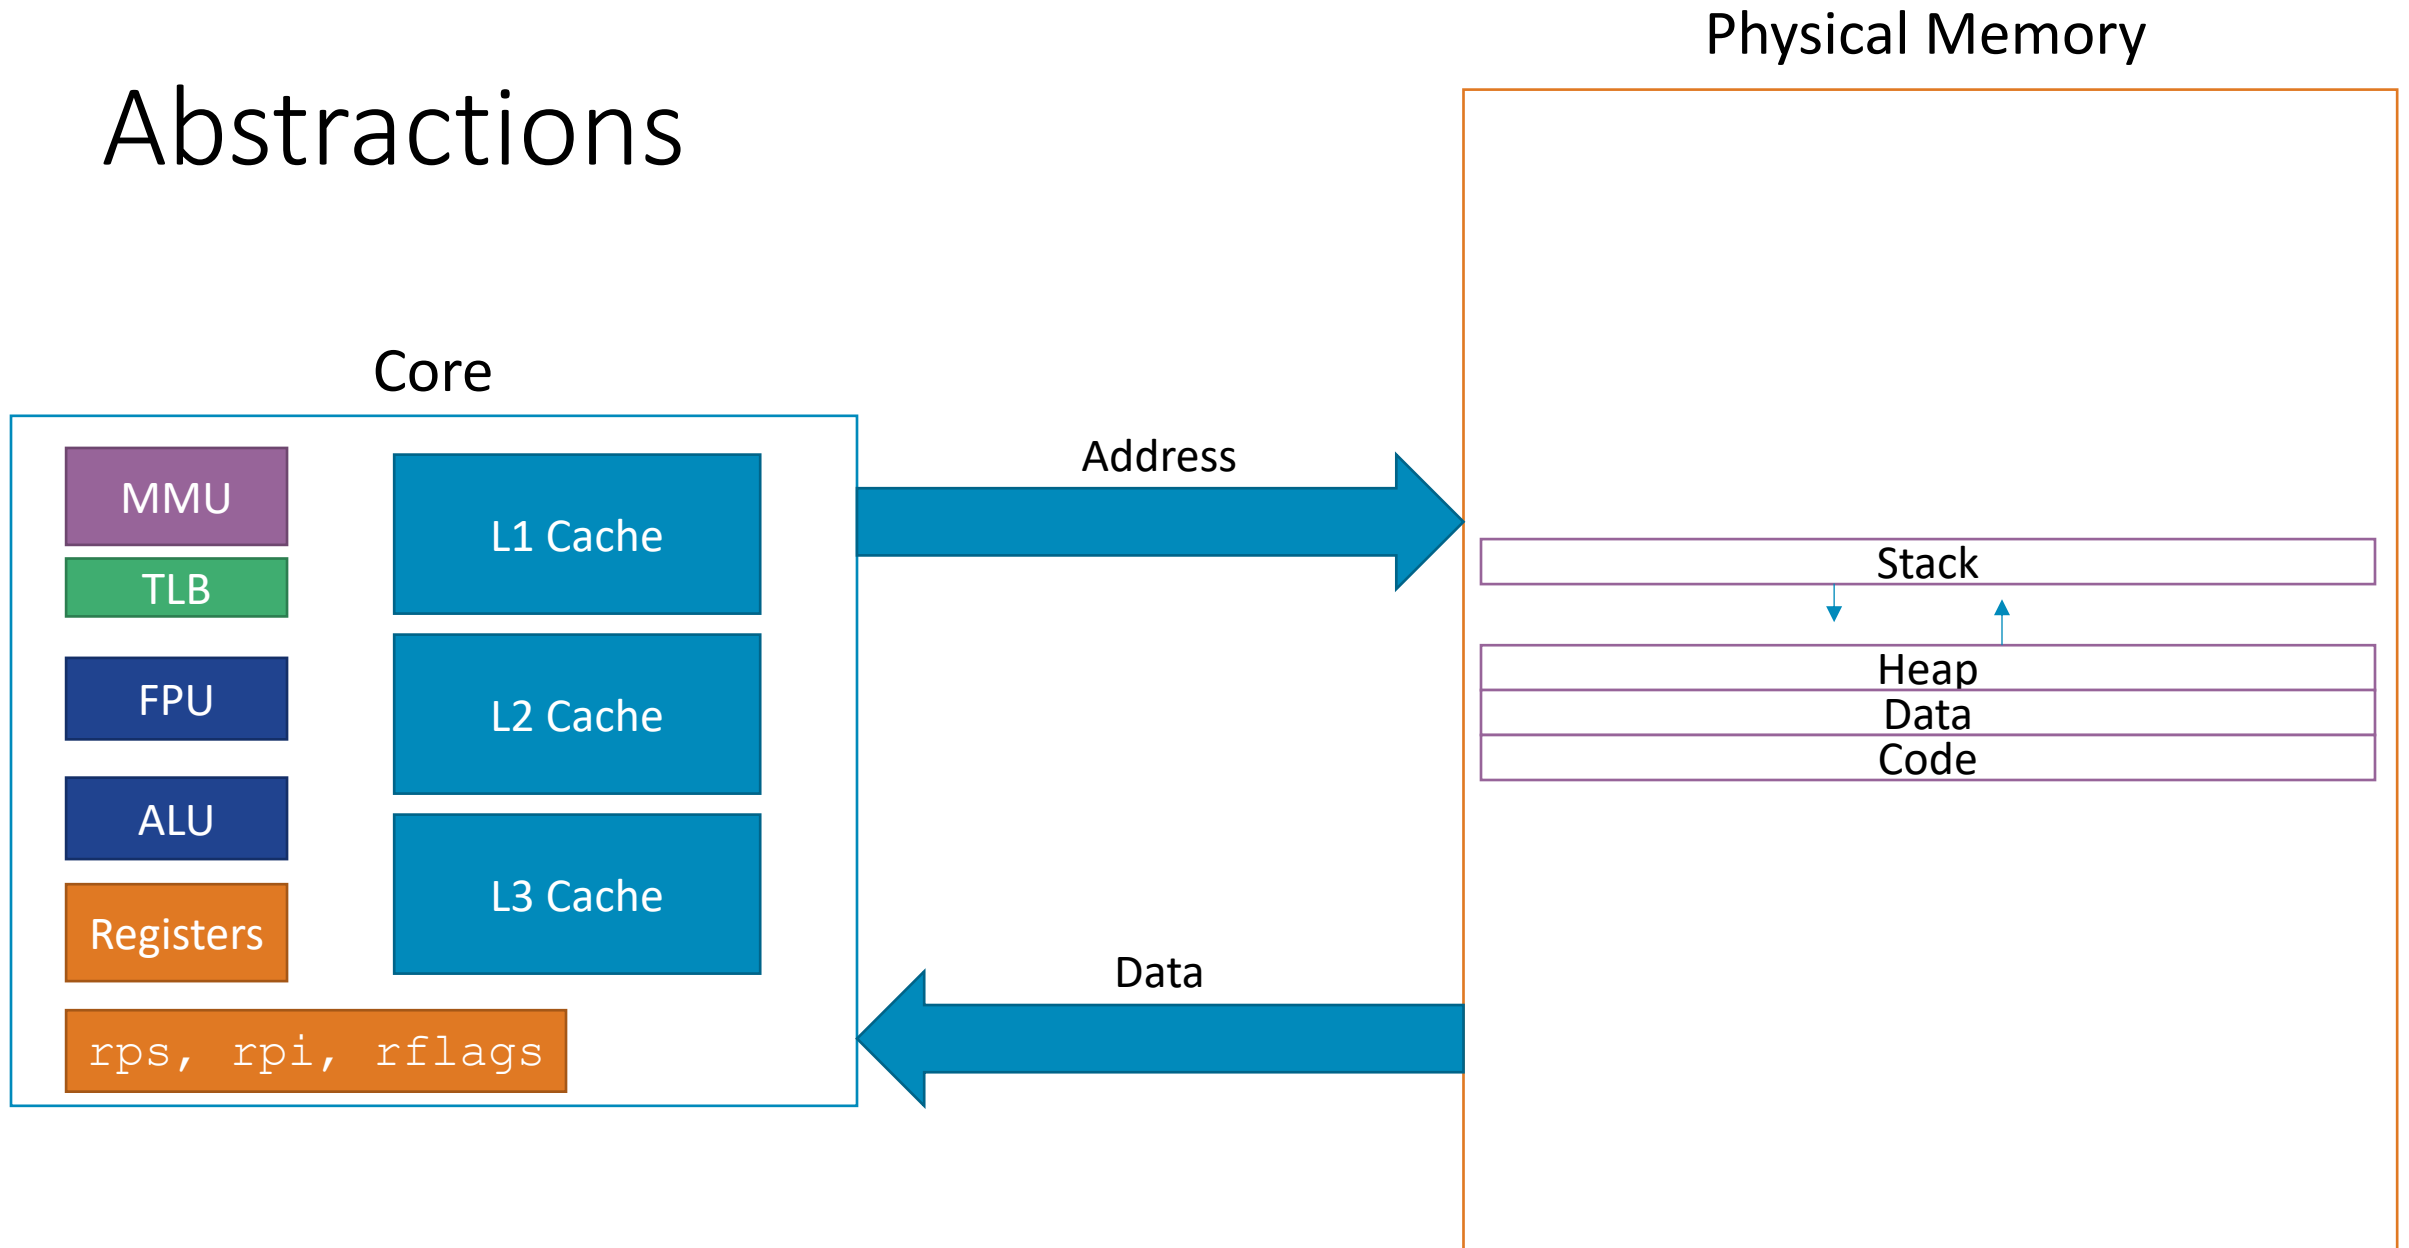 Physical Memory
Abstractions
Core
MMU
TLB
FPU
ALU
Registers
rps, rpi, rflags
L1 Cache
L2 Cache
L3 Cache
Address
Data
Stack
Heap
Data
Code